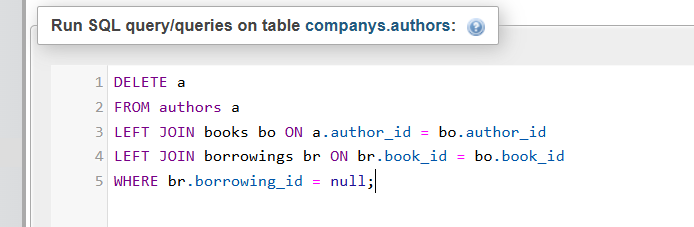 Run SQL query/queries on table companys.authors:
1 DELETE a
2 FROM authors a
3 LEFT JOIN books bo ON a.author_id = bo.author_id
4 LEFT JOIN borrowings br ON br.book_id = bo.book_id
5 WHERE br.borrowing_id = null;